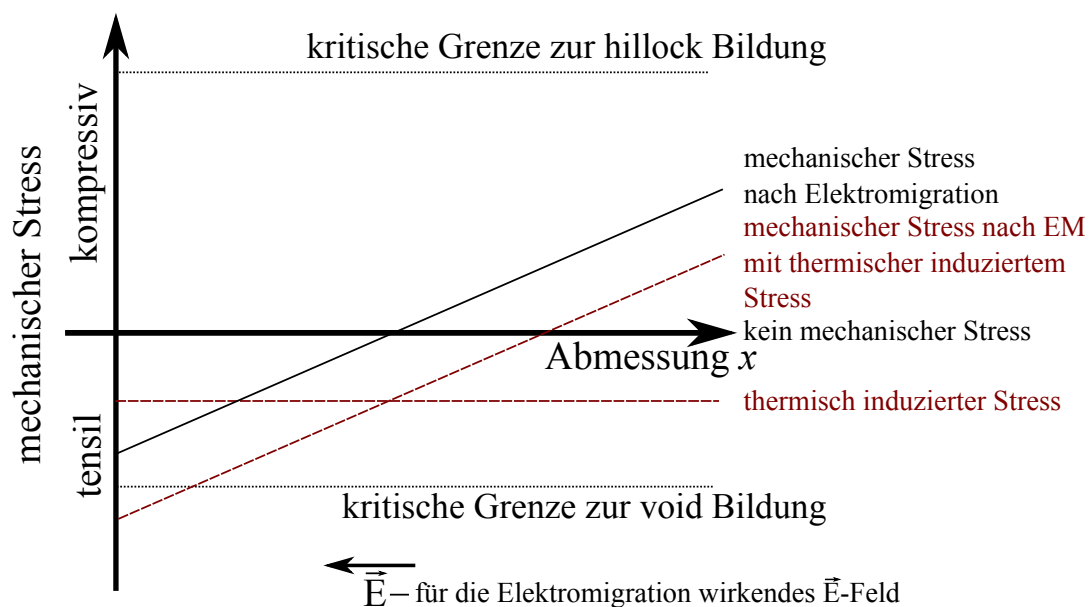 kritische Grenze zur hillock Bildung
mechanischer Stress
kompressiv
tensil
mechanischer Stress
nach Elektromigration
mechanischer Stress nach EM
mit thermischer induziertem
Stress
kein mechanischer Stress
Abmessung x
thermisch induzierter Stress
kritische Grenze zur void Bildung
E⃗ – für die Elektromigration wirkendes E⃗-Feld